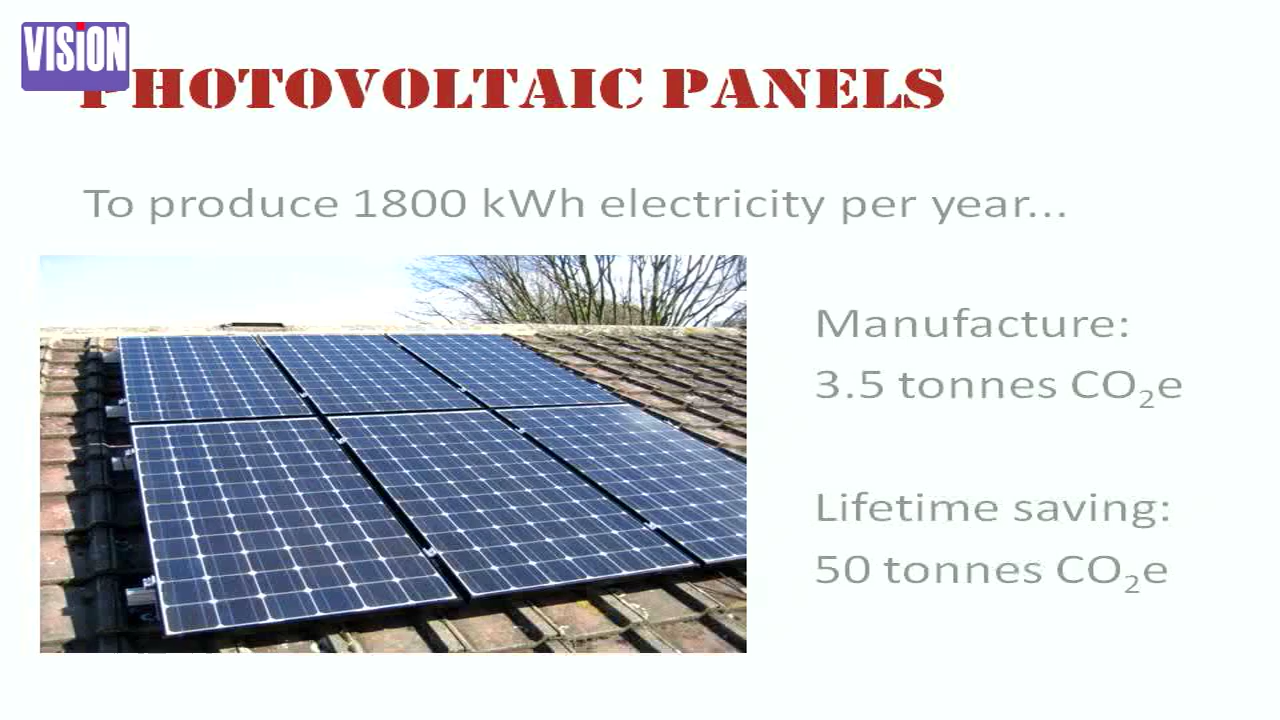 VISION
PHOTOVOLTAIC PANELS
To produce 1800 kWh electricity per year...
Manufacture:
3.5 tonnes CO₂e
Lifetime saving:
50 tonnes CO₂e